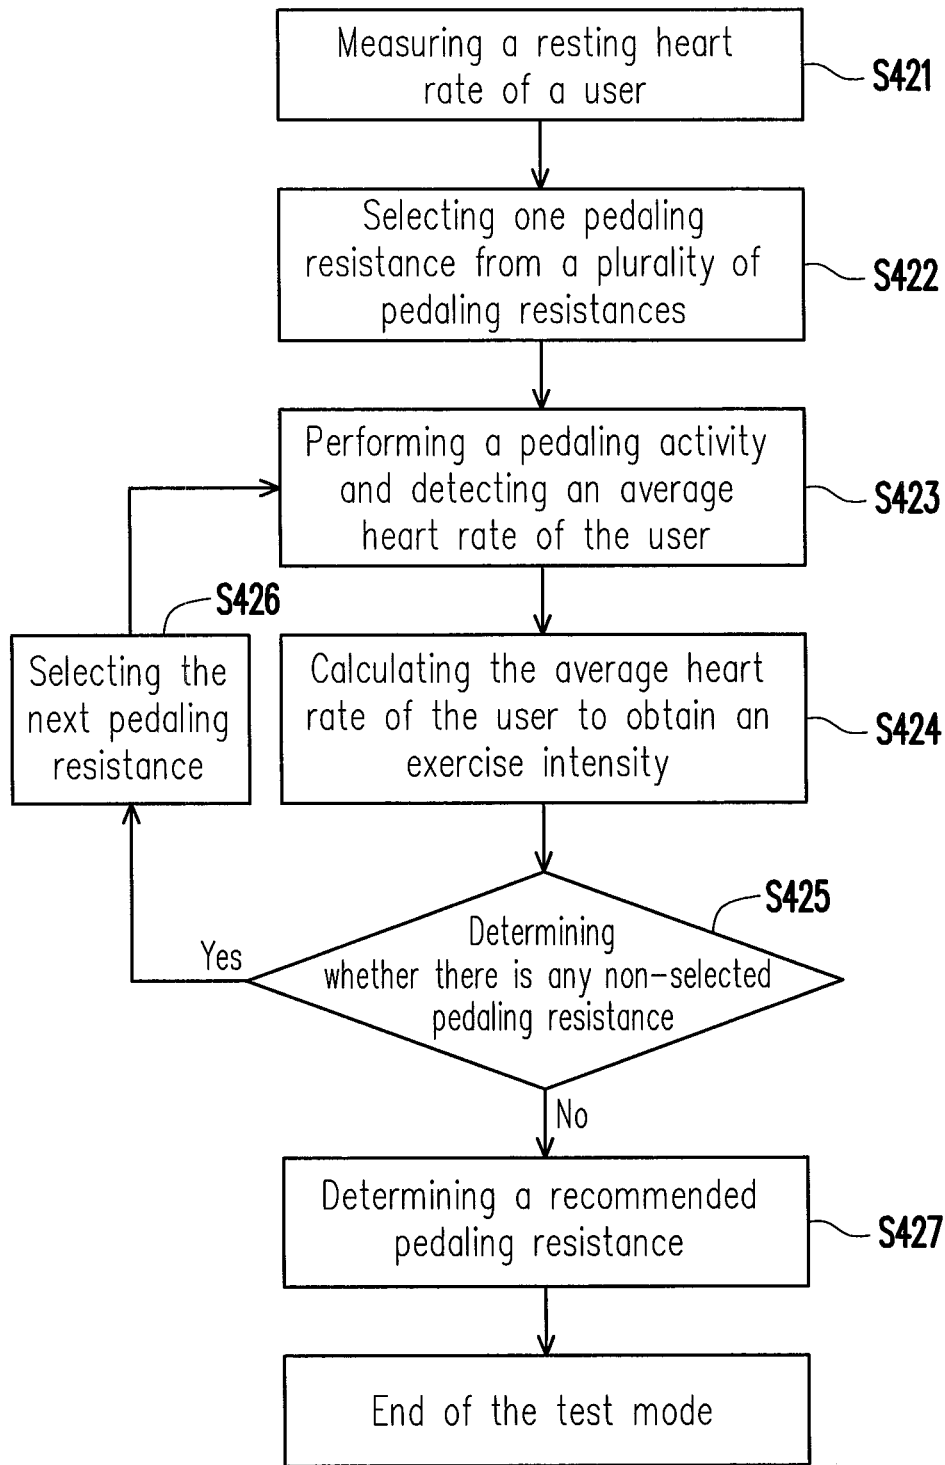 Measuring a resting heart
rate of a user
S421
Selecting one pedaling
resistance from a plurality of
pedaling resistances
S422
Performing a pedaling activity
and detecting an average
heart rate of the user
S423
S426
Selecting the
next pedaling
resistance
Calculating the average heart
rate of the user to obtain an
exercise intensity
S424
S425
Determining
whether there is any non-selected
pedaling resistance
Yes
No
Determining a recommended
pedaling resistance
S427
End of the test mode